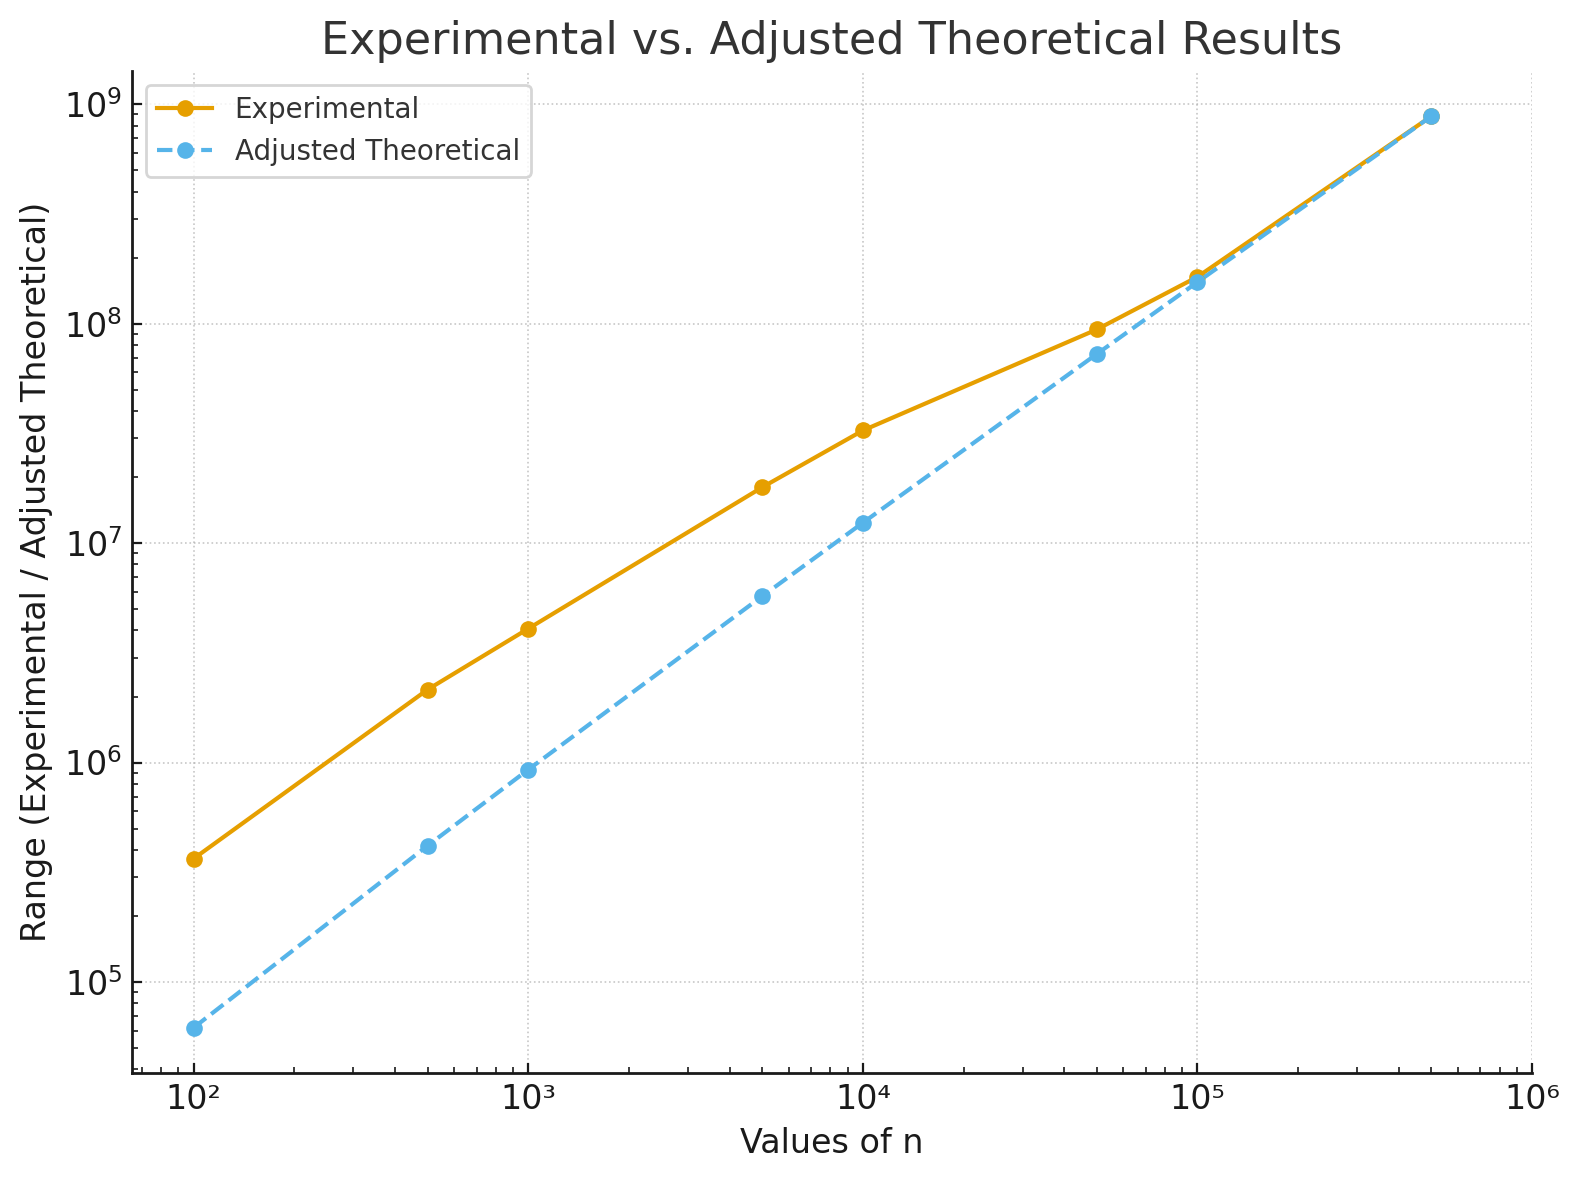 Experimental vs. Adjusted Theoretical Results
Experimental
Adjusted Theoretical
Range (Experimental / Adjusted Theoretical)
10⁹
10⁸
10⁷
10⁶
10⁵
10² 10³ 10⁴ 10⁵ 10⁶
Values of n